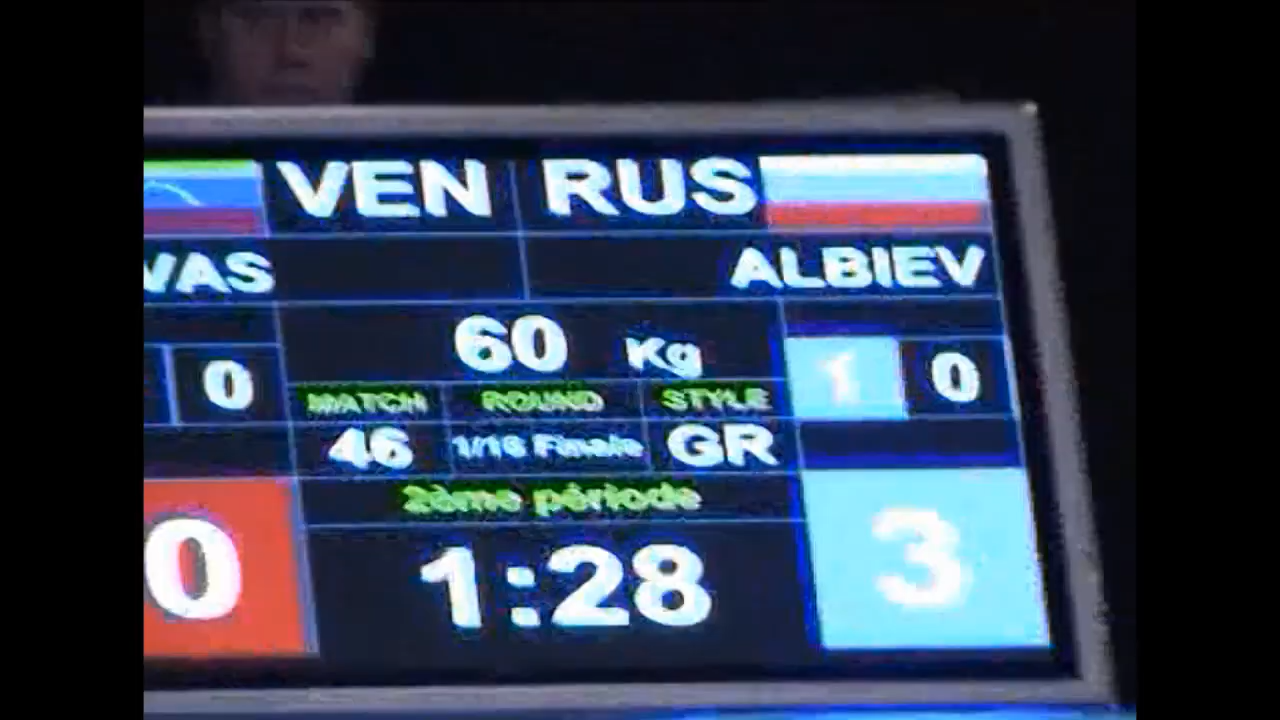 VEN RUS
VAS ALBIEV
60 Kg
0 1 0
MATCH ROUND STYLE
46 1/16 Finale GR
2ème période
0 1:28 3